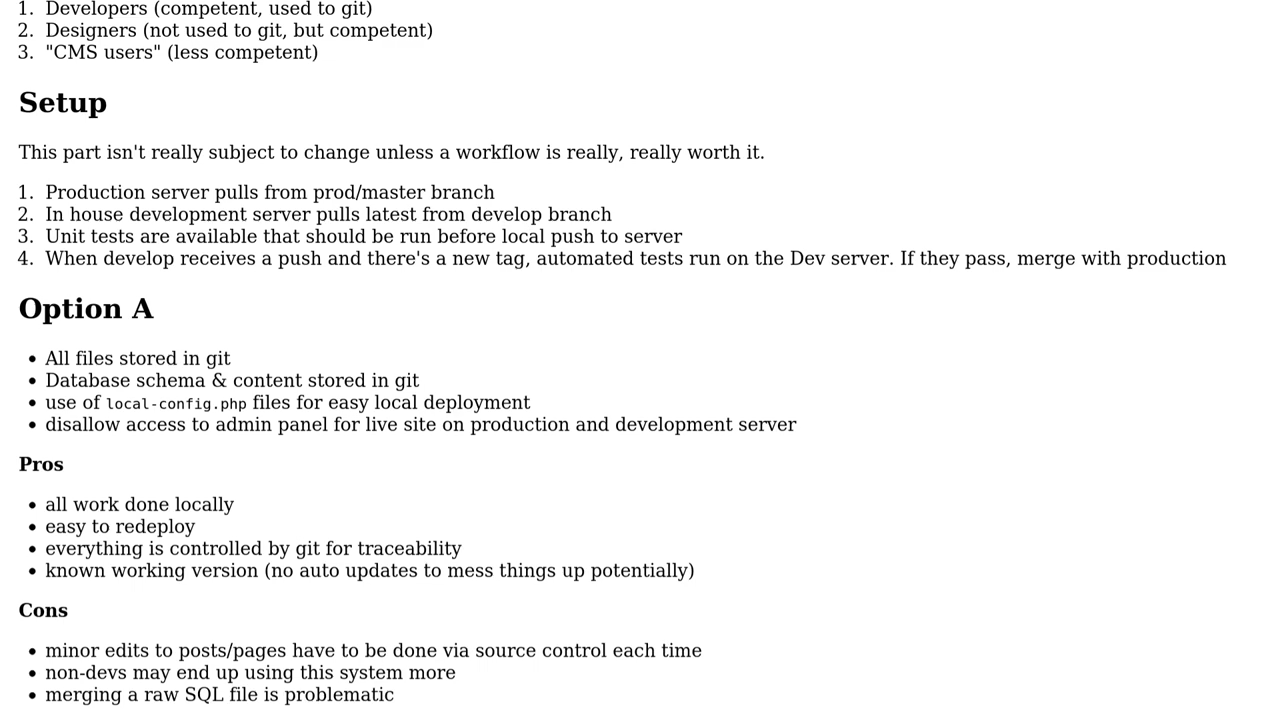 1. Developers (competent, used to git)
2. Designers (not used to git, but competent)
3. "CMS users" (less competent)
Setup
This part isn't really subject to change unless a workflow is really, really worth it.
1. Production server pulls from prod/master branch
2. In house development server pulls latest from develop branch
3. Unit tests are available that should be run before local push to server
4. When develop receives a push and there's a new tag, automated tests run on the Dev server. If they pass, merge with production
Option A
• All files stored in git
• Database schema & content stored in git
• use of local-config.php files for easy local deployment
• disallow access to admin panel for live site on production and development server
Pros
• all work done locally
• easy to redeploy
• everything is controlled by git for traceability
• known working version (no auto updates to mess things up potentially)
Cons
• minor edits to posts/pages have to be done via source control each time
• non-devs may end up using this system more
• merging a raw SQL file is problematic